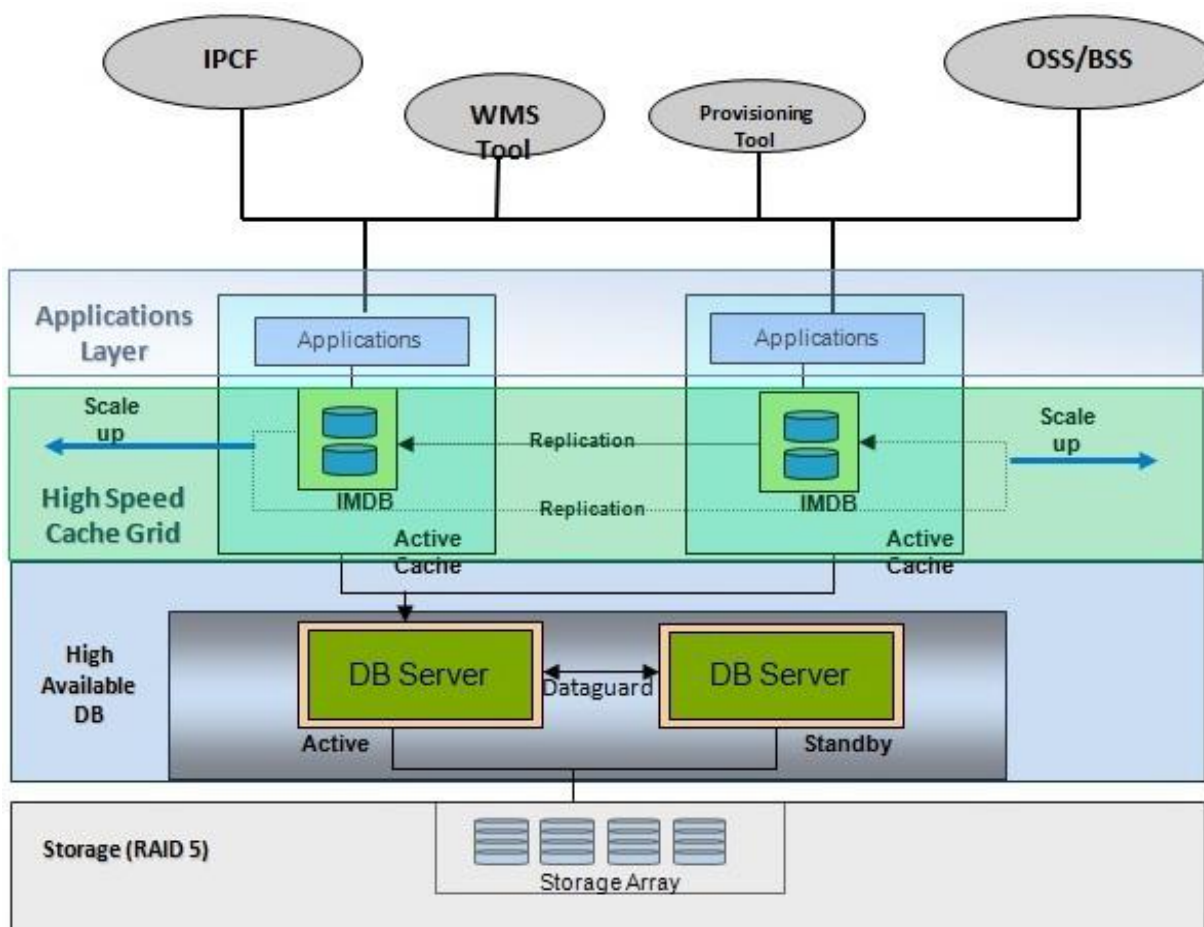 IPCF
OSS/BSS
WMS
Tool
Provisioning
Tool
Applications
Layer
Applications
Applications
Scale
up
Scale
up
Replication
IMDB
IMDB
Replication
High Speed
Cache Grid
Active
Cache
Active
Cache
High
Available
DB
DB Server
DB Server
Dataguard
Active
Standby
Storage (RAID 5)
Storage Array